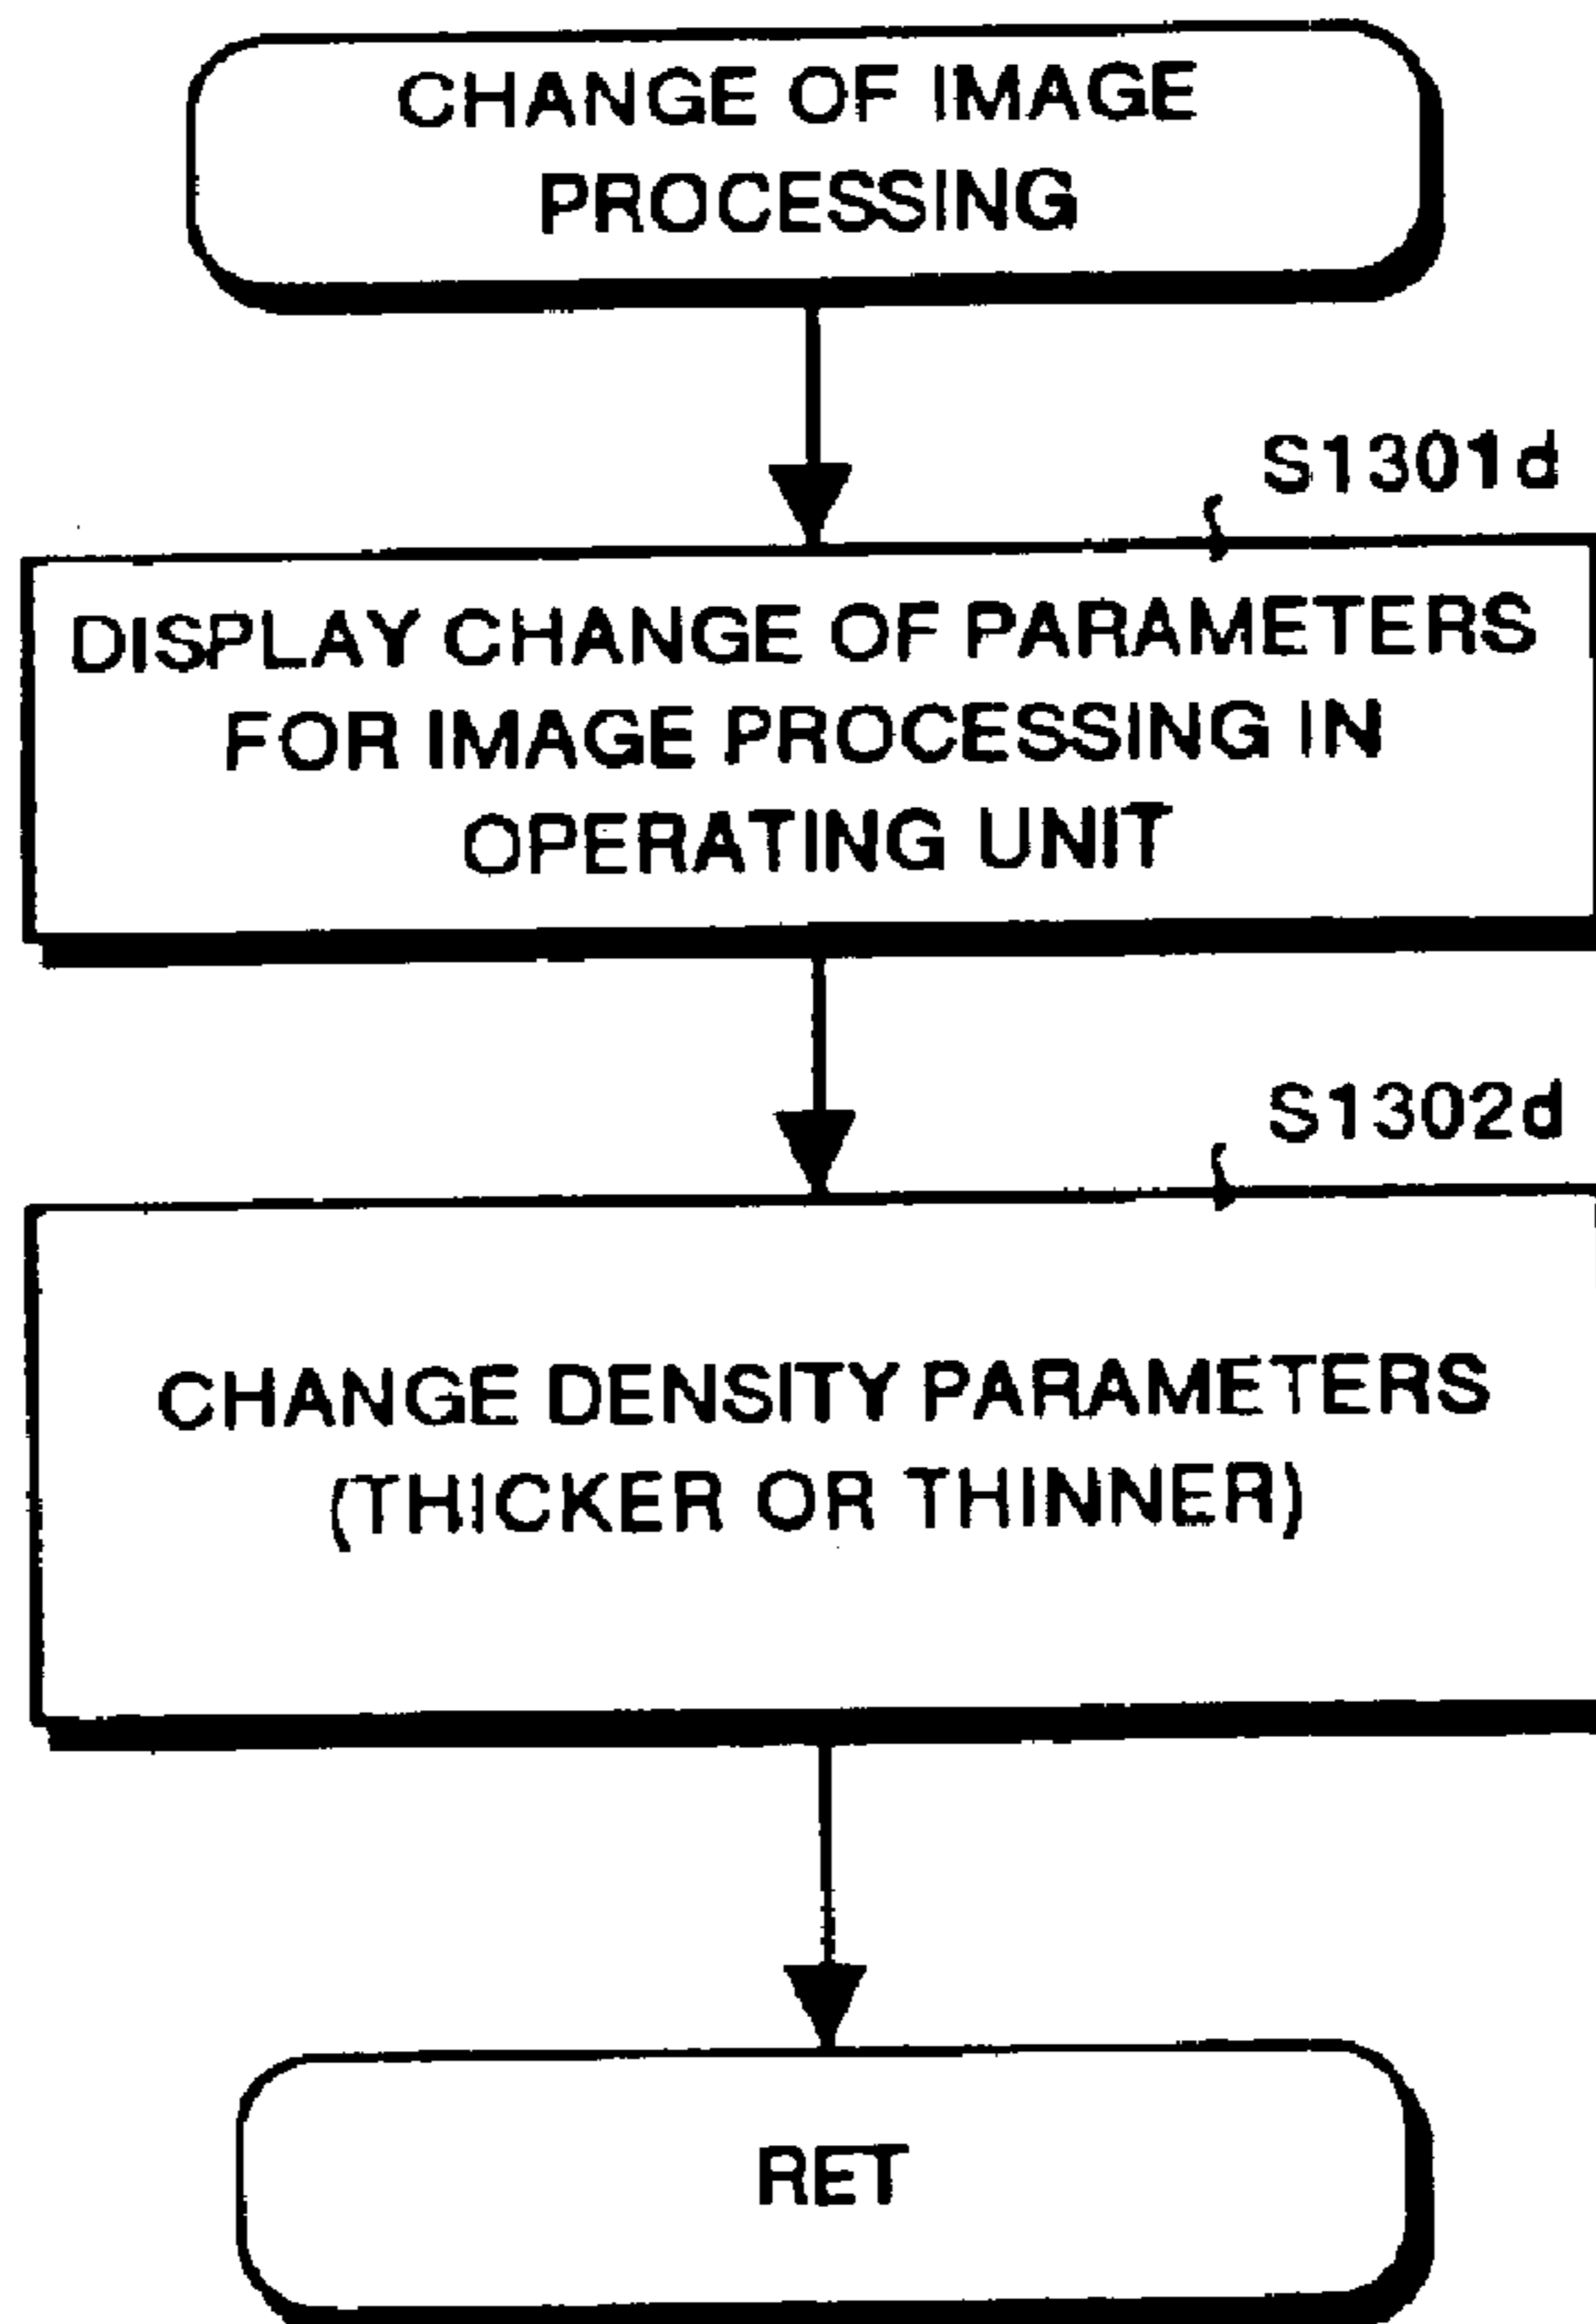 CHANGE OF IMAGE
PROCESSING
S1301d
DISPLAY CHANGE OF PARAMETERS
FOR IMAGE PROCESSING IN
OPERATING UNIT
S1302d
CHANGE DENSITY PARAMETERS
(THICKER OR THINNER)
RET